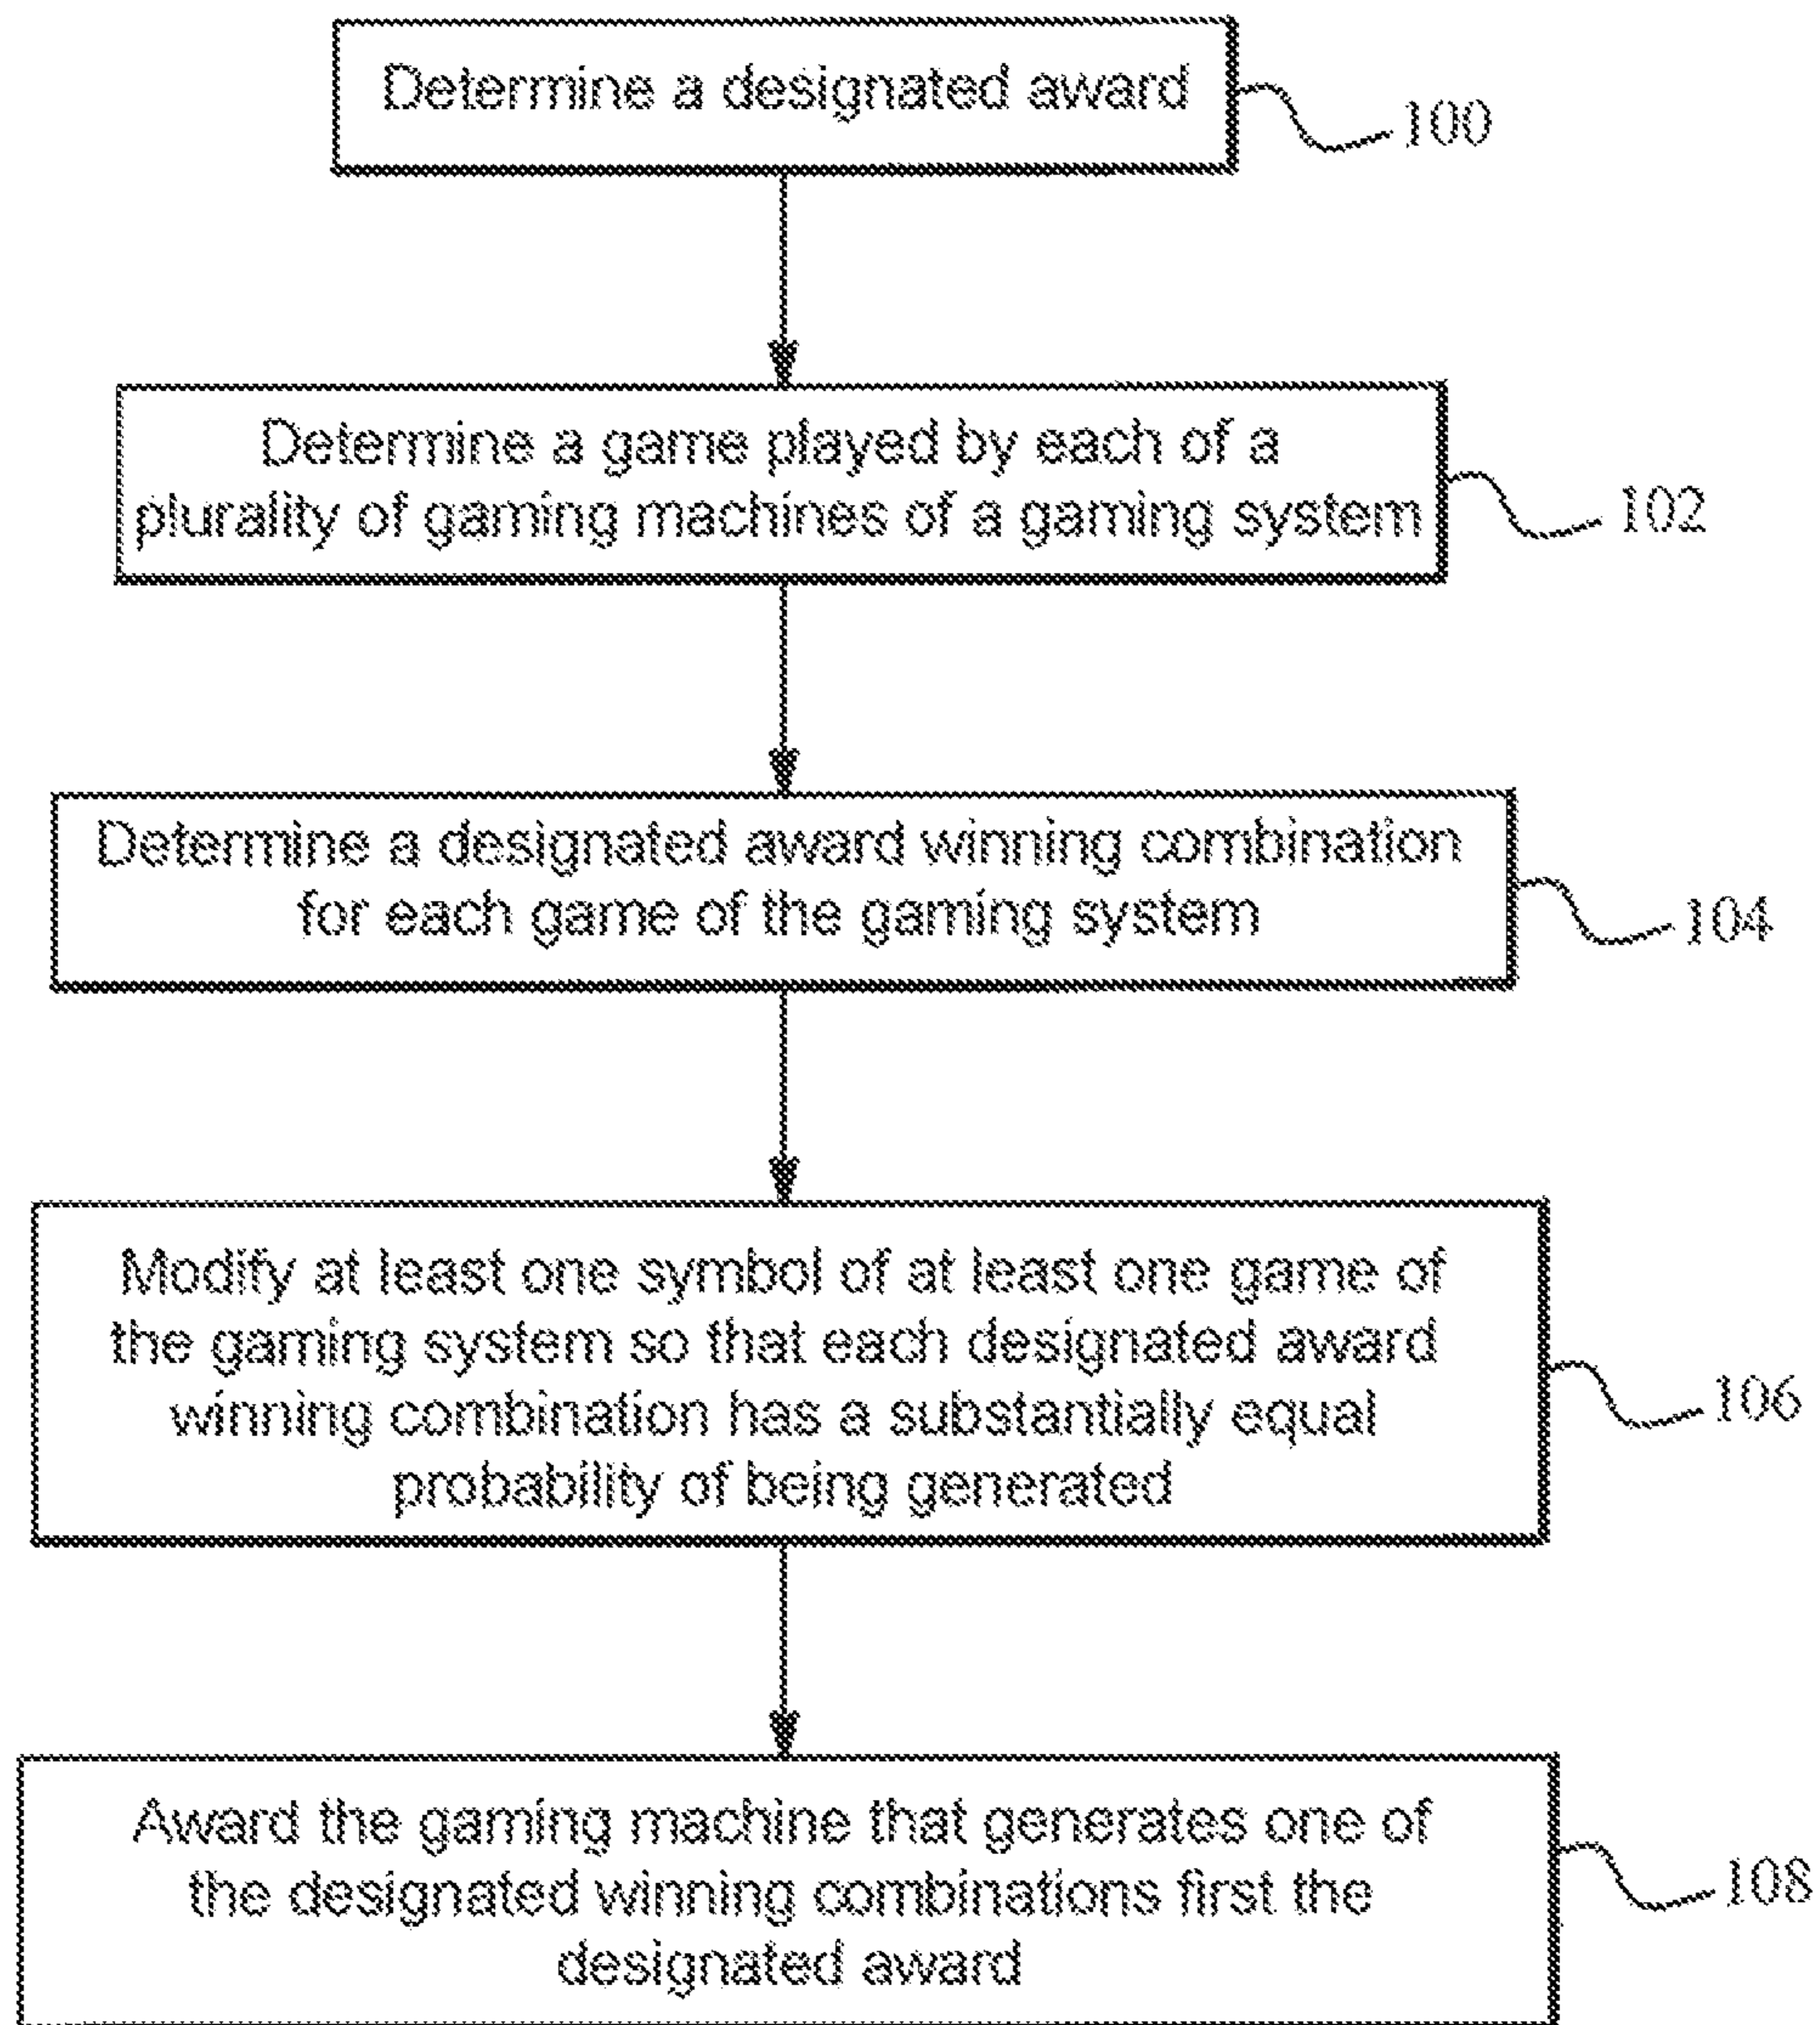 Determine a designated award
100
Determine a game played by each of a
plurality of gaming machines of a gaming system
102
Determine a designated award winning combination
for each game of the gaming system
104
Modify at least one symbol of at least one game of
the gaming system so that each designated award
winning combination has a substantially equal
probability of being generated
106
Award the gaming machine that generates one of
the designated winning combinations first the
designated award
108